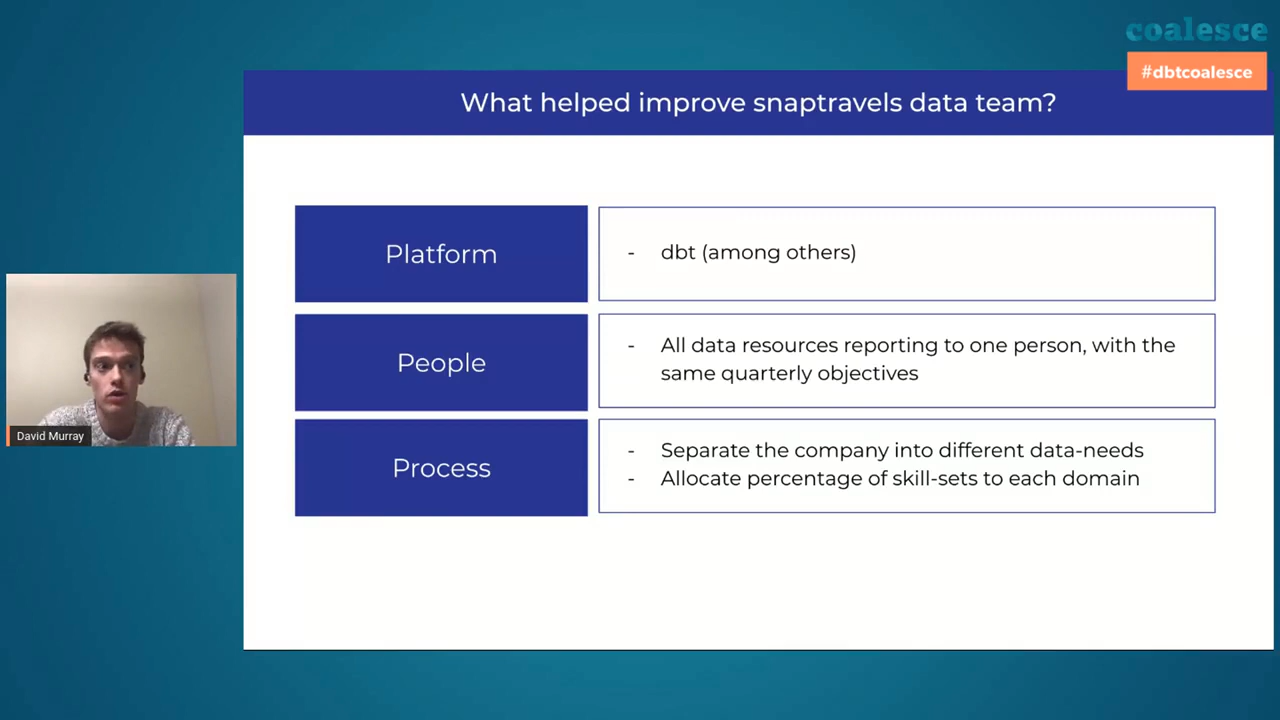 coalesce
#dbtcoalesce
What helped improve snaptravels data team?
Platform
- dbt (among others)
People
- All data resources reporting to one person, with the
same quarterly objectives
Process
- Separate the company into different data-needs
- Allocate percentage of skill-sets to each domain
David Murray